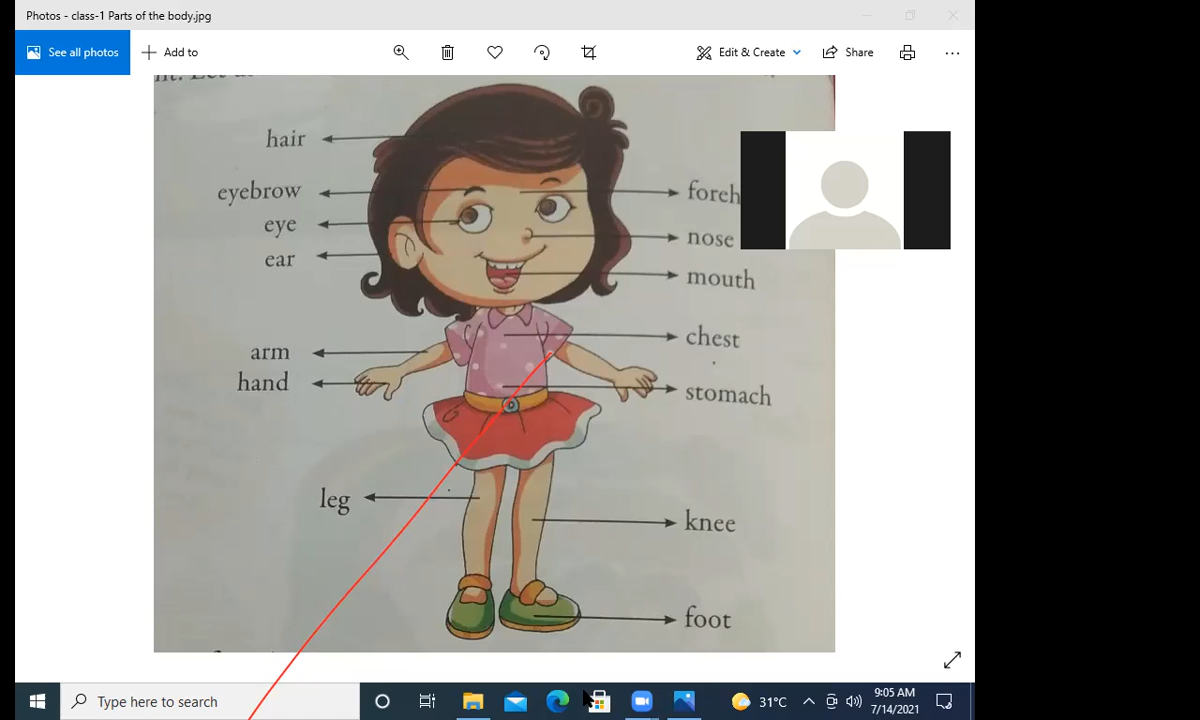 Photos - class-1 Parts of the body.jpg
See all photos
Add to
Edit & Create
Share
hair
eyebrow
eye
ear
arm
hand
leg
foreh
nose
mouth
chest
stomach
knee
foot
Type here to search
31°C
9:05 AM
7/14/2021